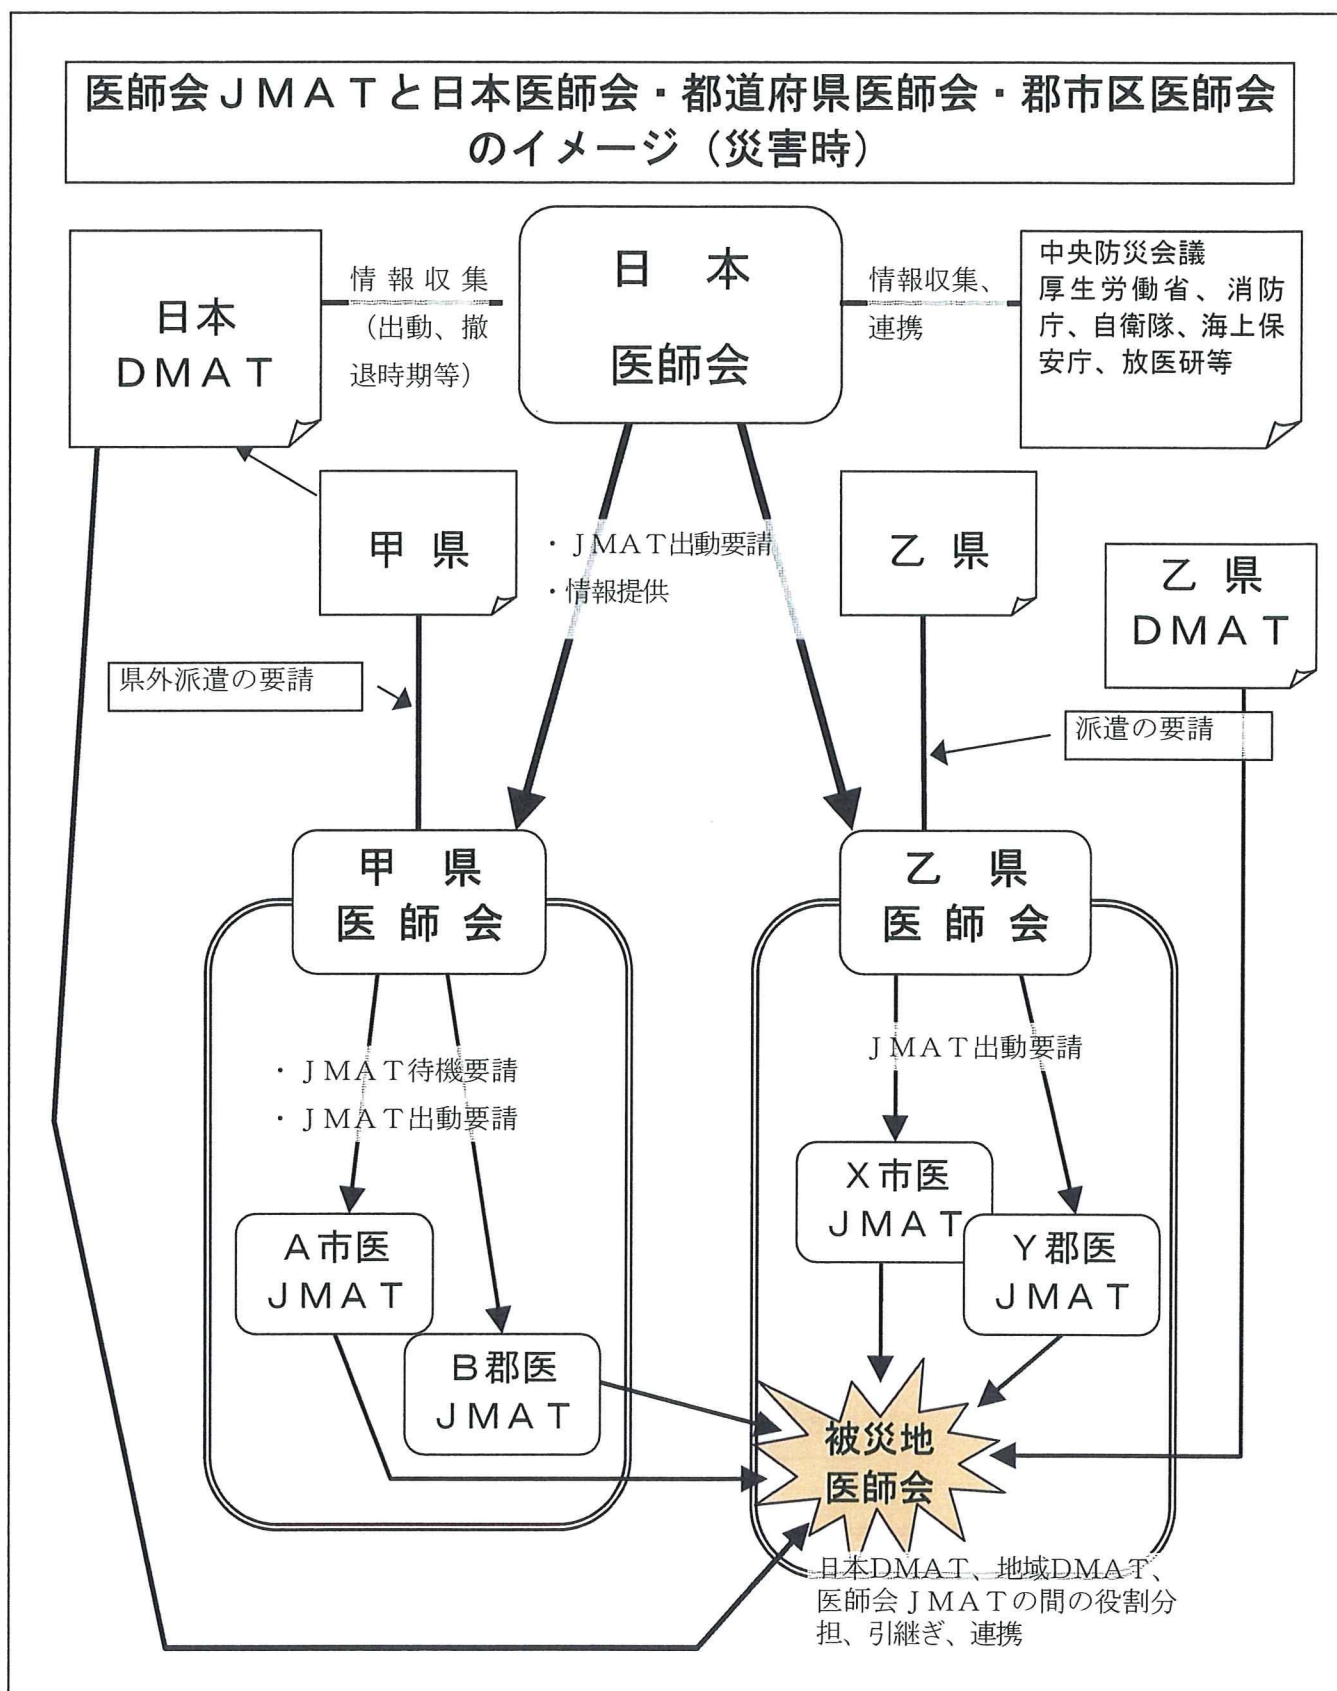 医師会JMATと日本医師会・都道府県医師会・郡市区医師会
のイメージ（災害時）
日本
DMAT
情報収集
（出動、撤
退時期等）
日 本
医師会
情報収集、
連携
中央防災会議
厚生労働省、消防
庁、自衛隊、海上保
安庁、放医研等
甲 県
・JMAT出動要請
・情報提供
乙 県
乙 県
DMAT
県外派遣の要請
派遣の要請
甲 県
医 師 会
乙 県
医 師 会
・JMAT待機要請
・JMAT出動要請
JMAT出動要請
A市医
JMAT
B郡医
JMAT
X市医
JMAT
Y郡医
JMAT
被災地
医師会
日本DMAT、地域DMAT、
医師会JMATの間の役割分
担、引継ぎ、連携